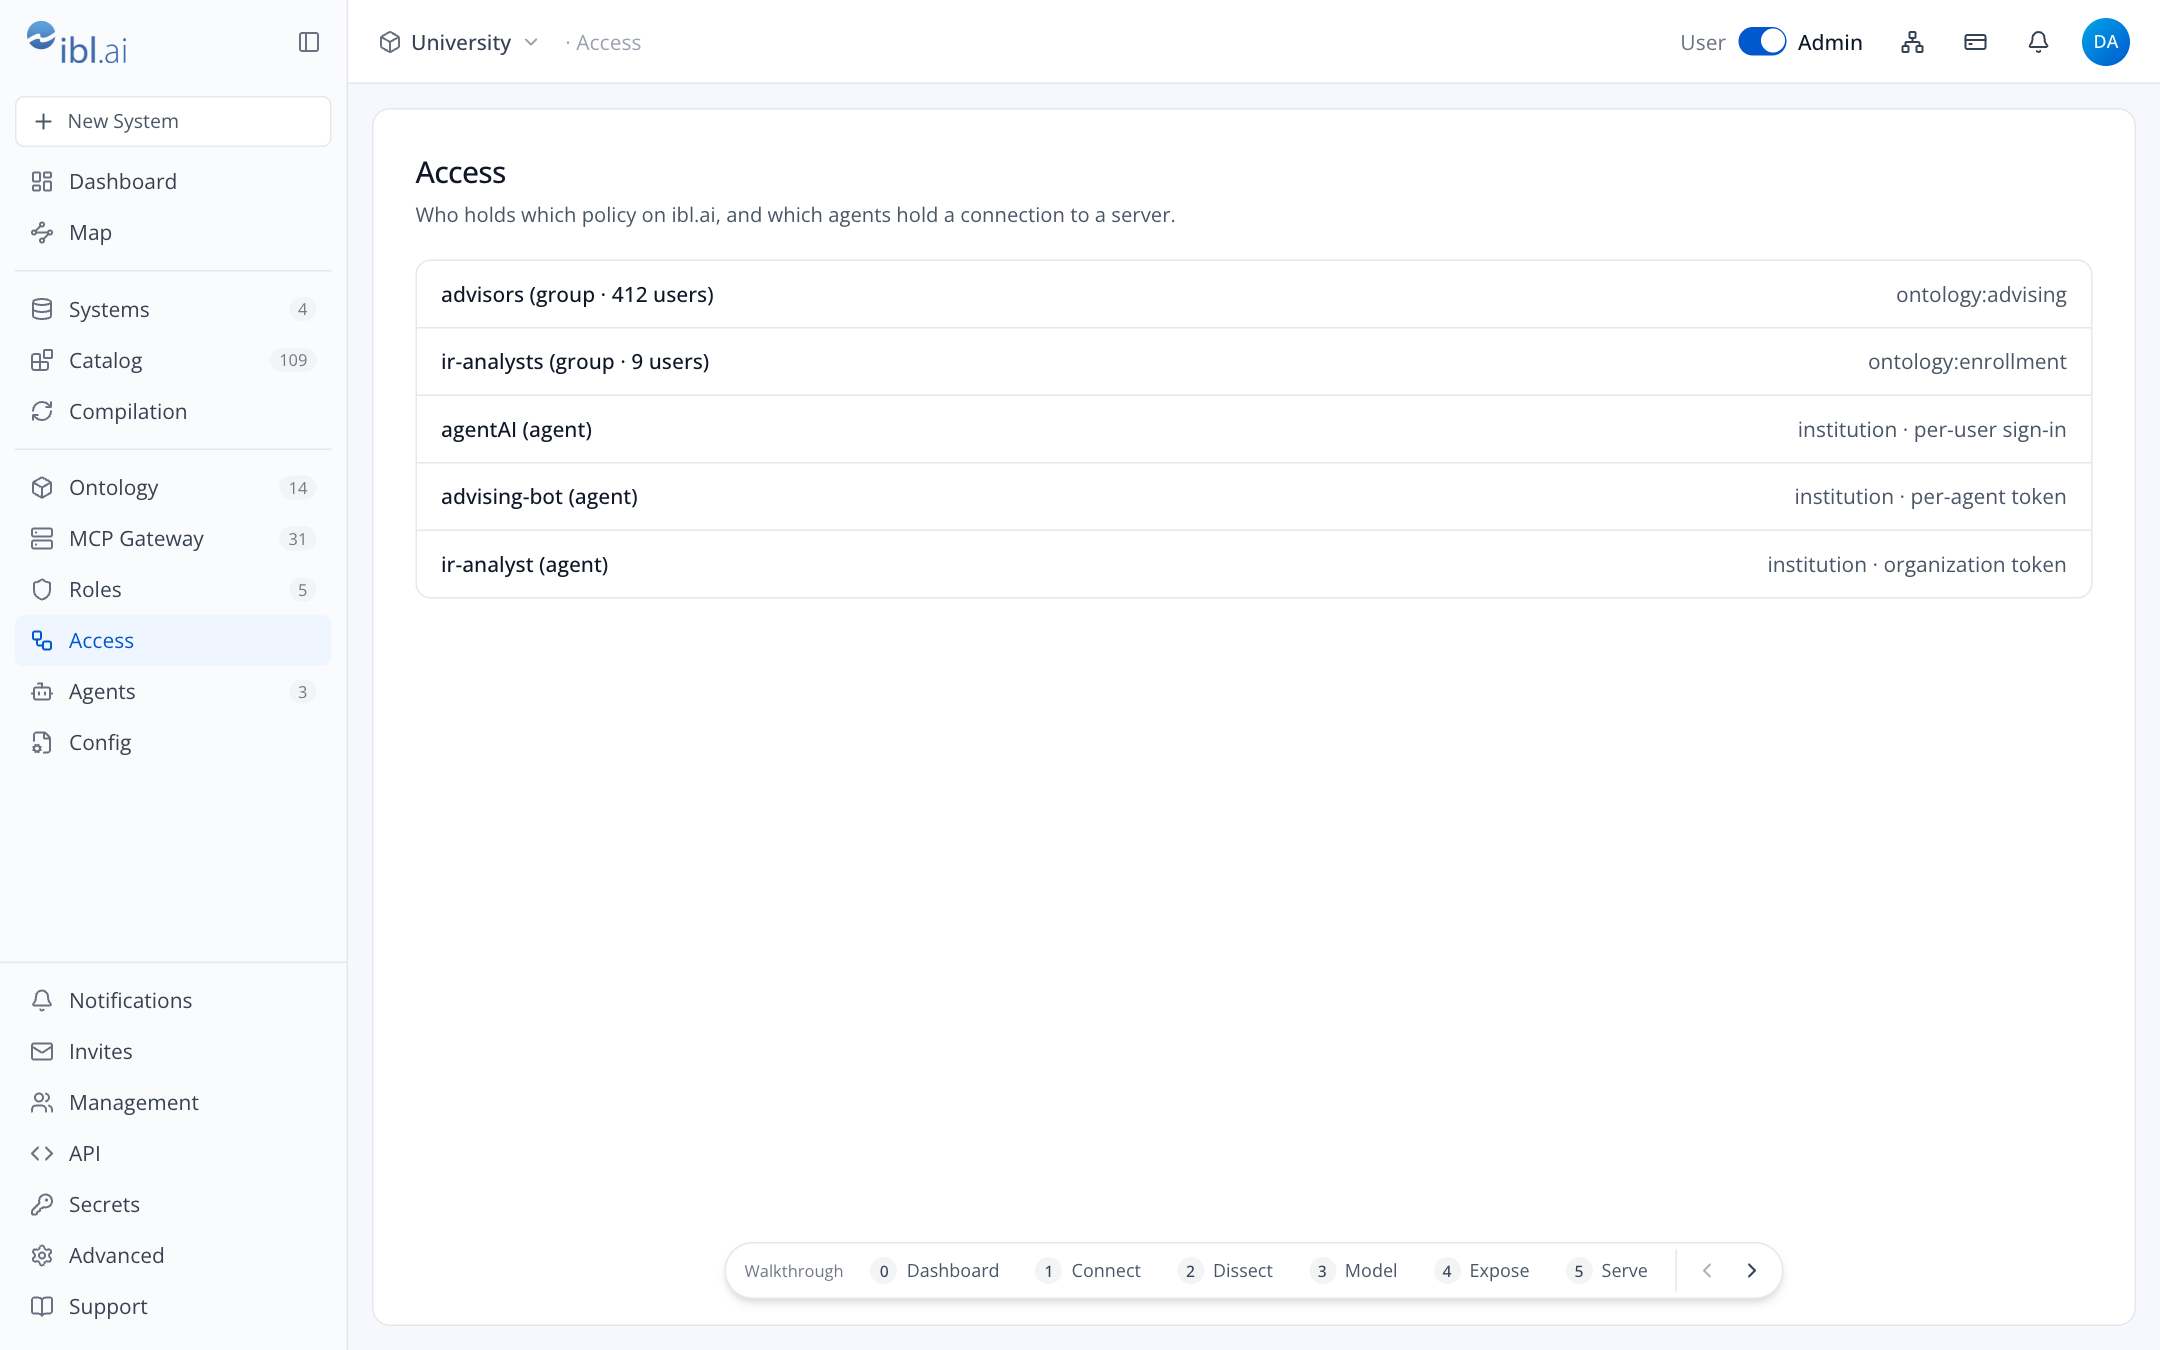 ibl.ai
New System
Dashboard
Map
Systems 4
Catalog 109
Compilation
Ontology 14
MCP Gateway 31
Roles 5
Access
Agents 3
Config
Notifications
Invites
Management
API
Secrets
Advanced
Support
University · Access
User Admin DA
Access
Who holds which policy on ibl.ai, and which agents hold a connection to a server.
advisors (group · 412 users) ontology:advising
ir-analysts (group · 9 users) ontology:enrollment
agentAI (agent) institution · per-user sign-in
advising-bot (agent) institution · per-agent token
ir-analyst (agent) institution · organization token
Walkthrough 0 Dashboard 1 Connect 2 Dissect 3 Model 4 Expose 5 Serve